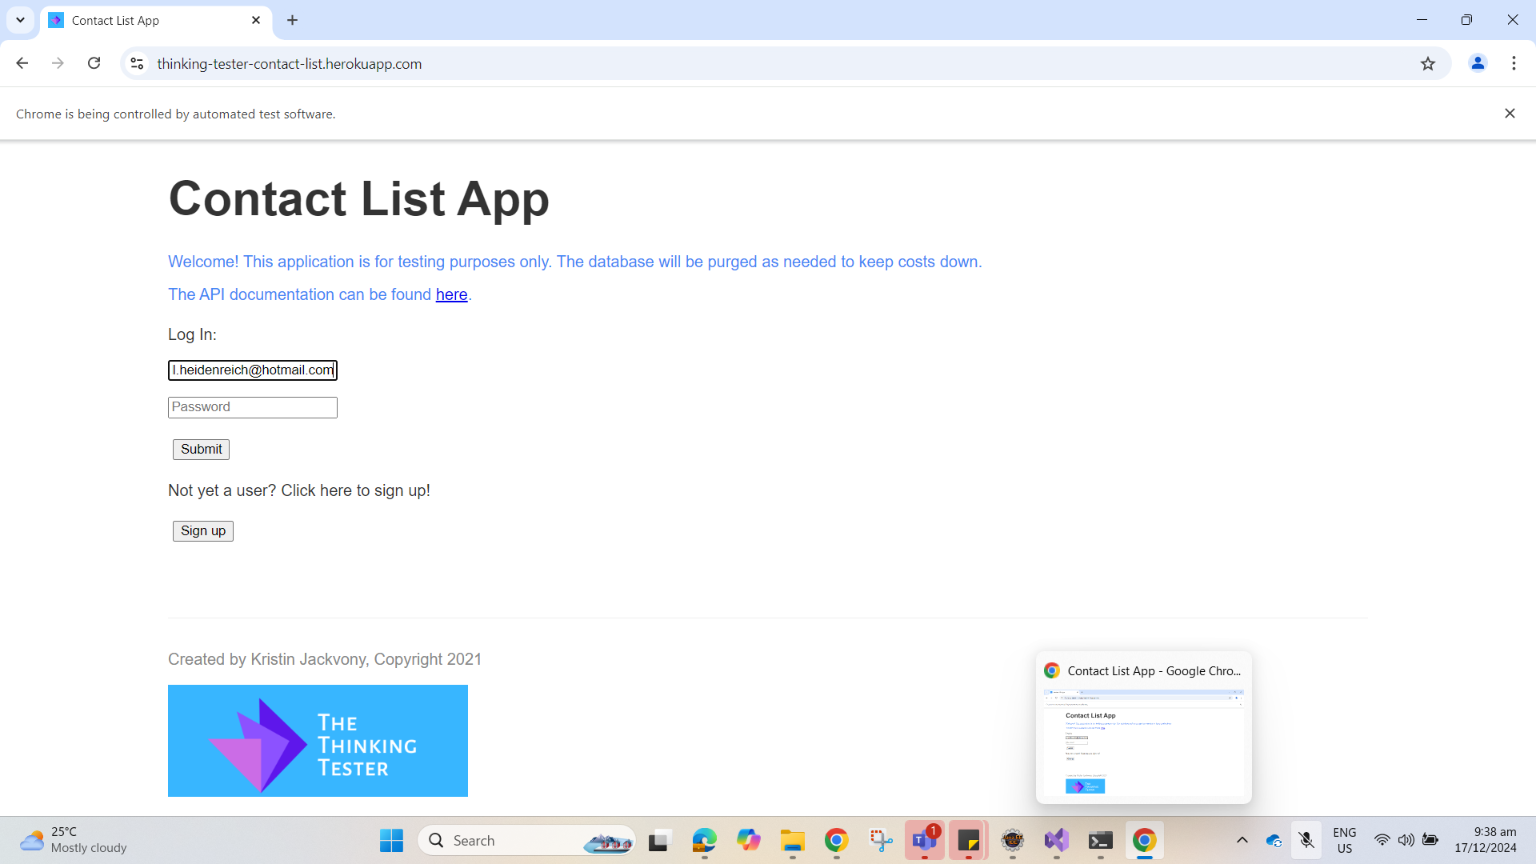 Contact List App
thinking-tester-contact-list.herokuapp.com
Chrome is being controlled by automated test software.
Contact List App
Welcome! This application is for testing purposes only. The database will be purged as needed to keep costs down.
The API documentation can be found here.
Log In:
l.heidenreich@hotmail.com
Password
Submit
Not yet a user? Click here to sign up!
Sign up
Created by Kristin Jackvony, Copyright 2021
THE
THINKING
TESTER
Contact List App - Google Chro...
Contact List App
25°C
Mostly cloudy
Search
1
ENG
US
9:38 am
17/12/2024